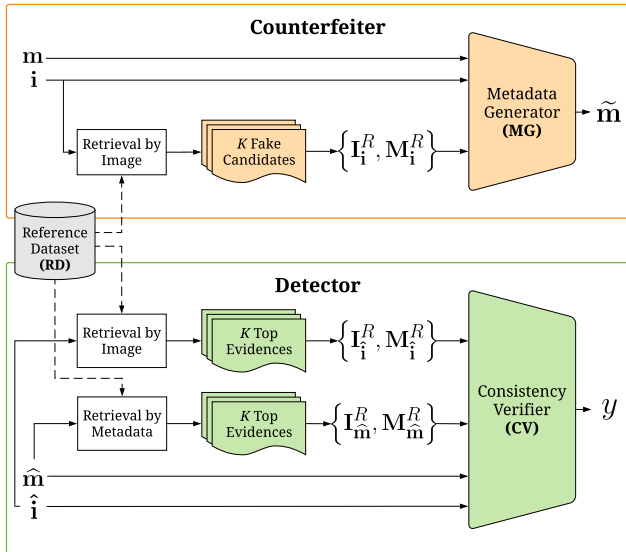 Counterfeiter
m
i
Retrieval by
Image
K Fake
Candidates
{I_i^R, M_i^R}
Metadata
Generator
(MG)
m̃
Reference
Dataset
(RD)
Detector
Retrieval by
Image
K Top
Evidences
{I_î^R, M_î^R}
Retrieval by
Metadata
K Top
Evidences
{I_m̂^R, M_m̂^R}
Consistency
Verifier
(CV)
y
m̂
î